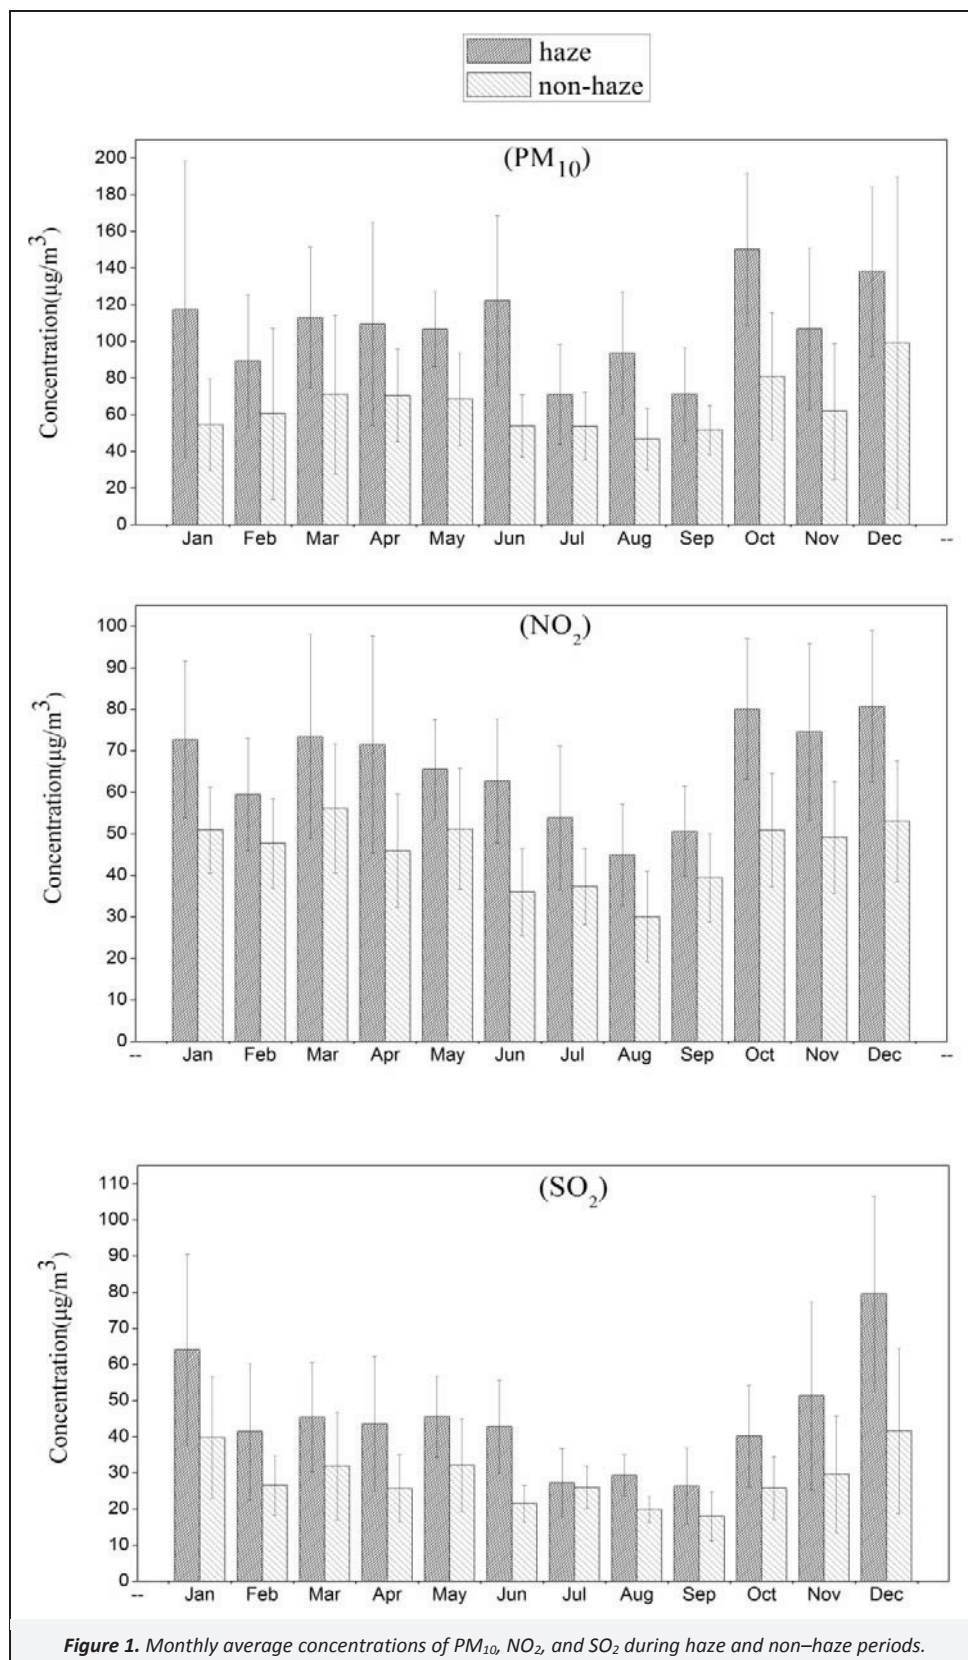 haze
non-haze
(PM₁₀)
Concentration(µg/m³)
200
180
160
140
120
100
80
60
40
20
0
Jan Feb Mar Apr May Jun Jul Aug Sep Oct Nov Dec --
(NO₂)
Concentration(µg/m³)
100
90
80
70
60
50
40
30
20
10
0
-- Jan Feb Mar Apr May Jun Jul Aug Sep Oct Nov Dec --
(SO₂)
Concentration(µg/m³)
110
100
90
80
70
60
50
40
30
20
10
0
-- Jan Feb Mar Apr May Jun Jul Aug Sep Oct Nov Dec
Figure 1. Monthly average concentrations of PM₁₀, NO₂, and SO₂ during haze and non–haze periods.